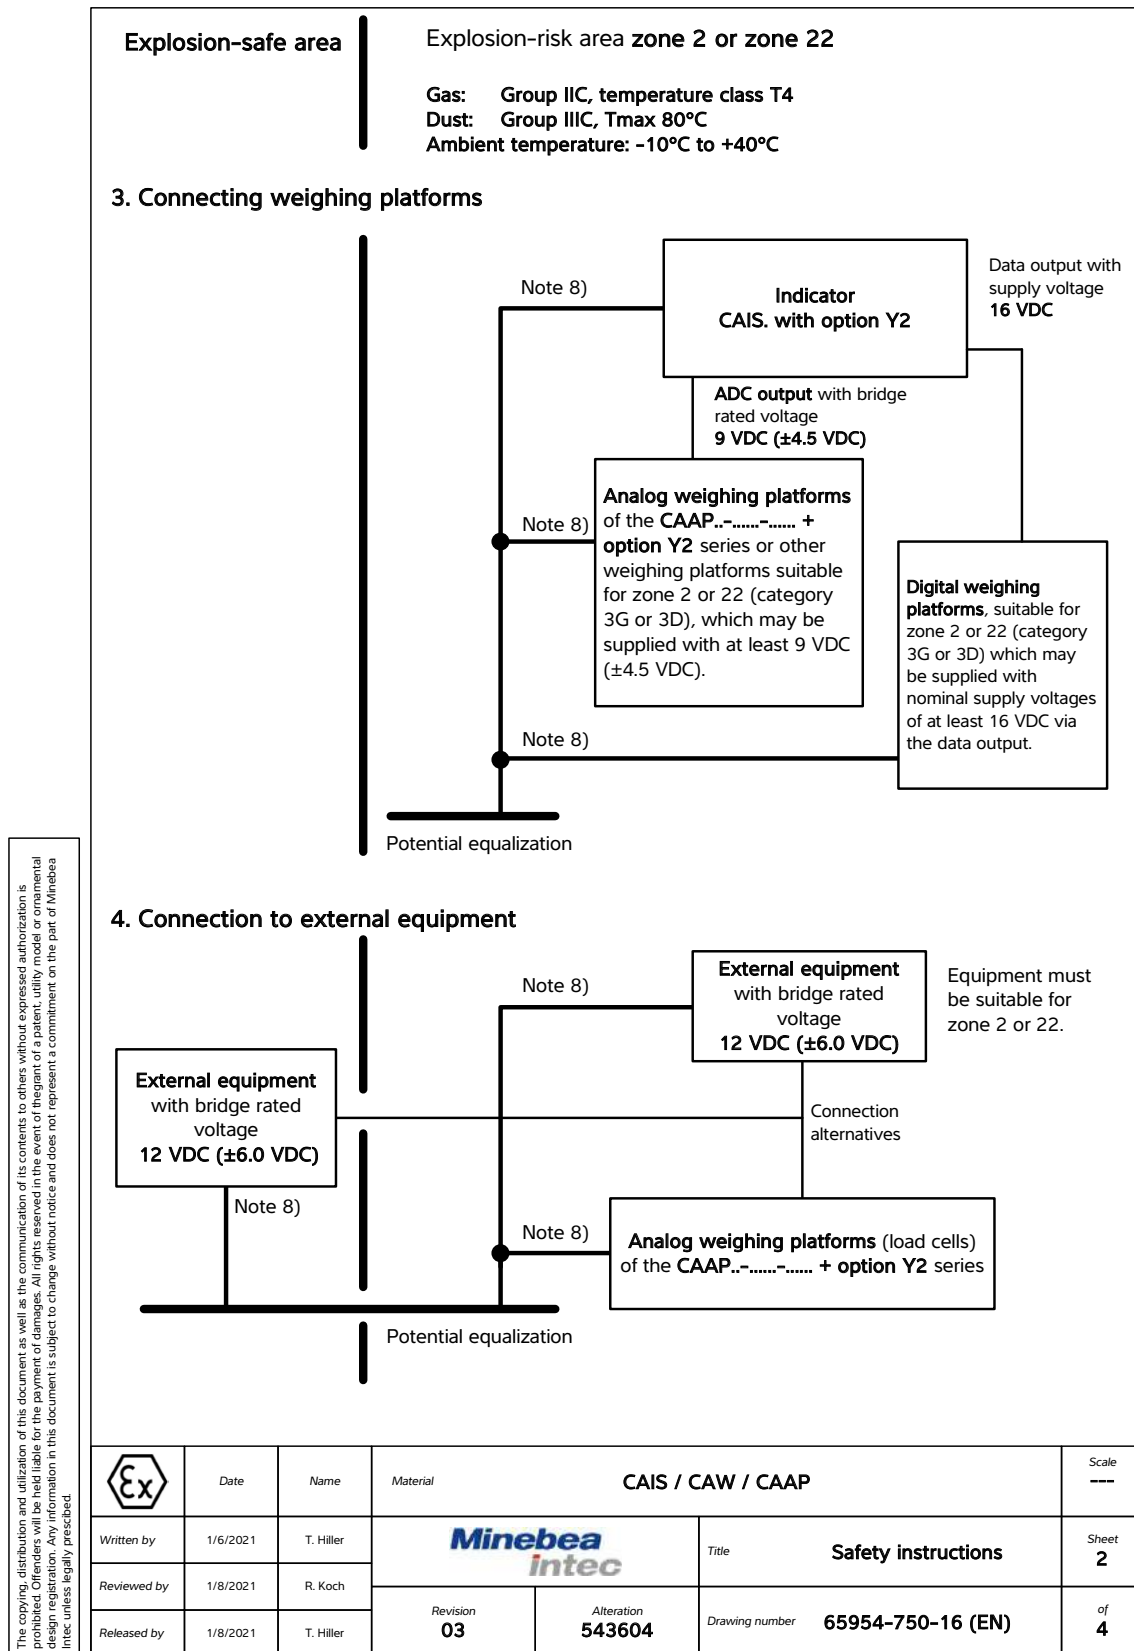 Explosion-safe area
Explosion-risk area zone 2 or zone 22
Gas: Group IIC, temperature class T4
Dust: Group IIIC, Tmax 80°C
Ambient temperature: -10°C to +40°C
3. Connecting weighing platforms
Note 8)
Indicator
CAIS. with option Y2
Data output with
supply voltage
16 VDC
ADC output with bridge
rated voltage
9 VDC (±4.5 VDC)
Note 8)
Analog weighing platforms
of the CAAP..-......-...... +
option Y2 series or other
weighing platforms suitable
for zone 2 or 22 (category
3G or 3D), which may be
supplied with at least 9 VDC
(±4.5 VDC).
Digital weighing
platforms, suitable for
zone 2 or 22 (category
3G or 3D) which may
be supplied with
nominal supply voltages
of at least 16 VDC via
the data output.
Note 8)
Potential equalization
4. Connection to external equipment
Note 8)
External equipment
with bridge rated
voltage
12 VDC (±6.0 VDC)
Equipment must
be suitable for
zone 2 or 22.
External equipment
with bridge rated
voltage
12 VDC (±6.0 VDC)
Connection
alternatives
Note 8)
Note 8)
Analog weighing platforms (load cells)
of the CAAP..-......-...... + option Y2 series
Potential equalization
The copying, distribution and utilization of this document as well as the communication of its contents to others without expressed authorization is
prohibited. Offenders will be held liable for the payment of damages. All rights reserved in the event of thegrant of a patent, utility model or ornamental
design registration. Any information in this document is subject to change without notice and does not represent a commitment on the part of Minebea
Intec unless legally prescibed.
Ex
Date
Name
Material
CAIS / CAW / CAAP
Scale
---
Written by
1/6/2021
T. Hiller
Minebea
intec
Title
Safety instructions
Sheet
2
Reviewed by
1/8/2021
R. Koch
Released by
1/8/2021
T. Hiller
Revision
03
Alteration
543604
Drawing number
65954-750-16 (EN)
of
4